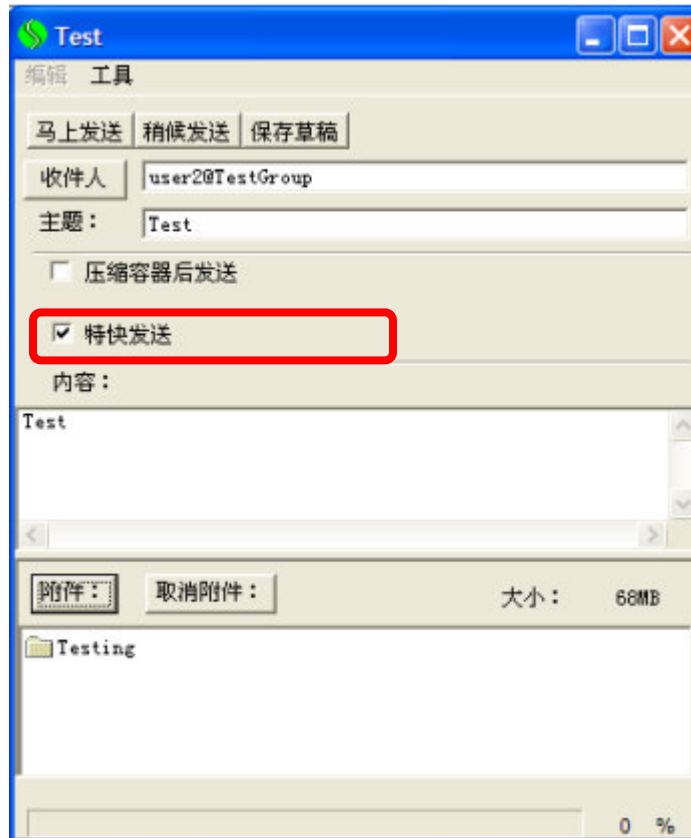 Test
编辑 工具
马上发送 稍候发送 保存草稿
收件人 user2@TestGroup
主题： Test
压缩容器后发送
特快发送
内容：
Test
附件： 取消附件： 大小： 68MB
Testing
0 %